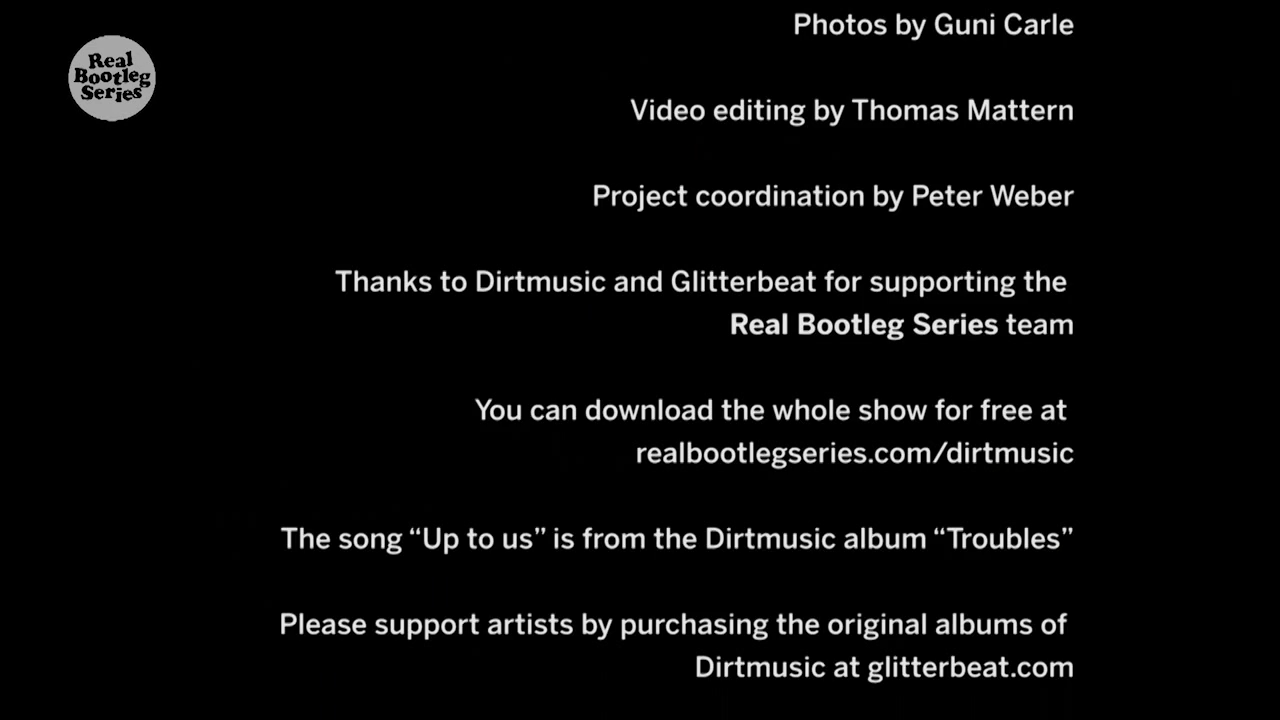 Real
Bootleg
Series
Photos by Guni Carle
Video editing by Thomas Mattern
Project coordination by Peter Weber
Thanks to Dirtmusic and Glitterbeat for supporting the
Real Bootleg Series team
You can download the whole show for free at
realbootlegseries.com/dirtmusic
The song “Up to us” is from the Dirtmusic album “Troubles”
Please support artists by purchasing the original albums of
Dirtmusic at glitterbeat.com